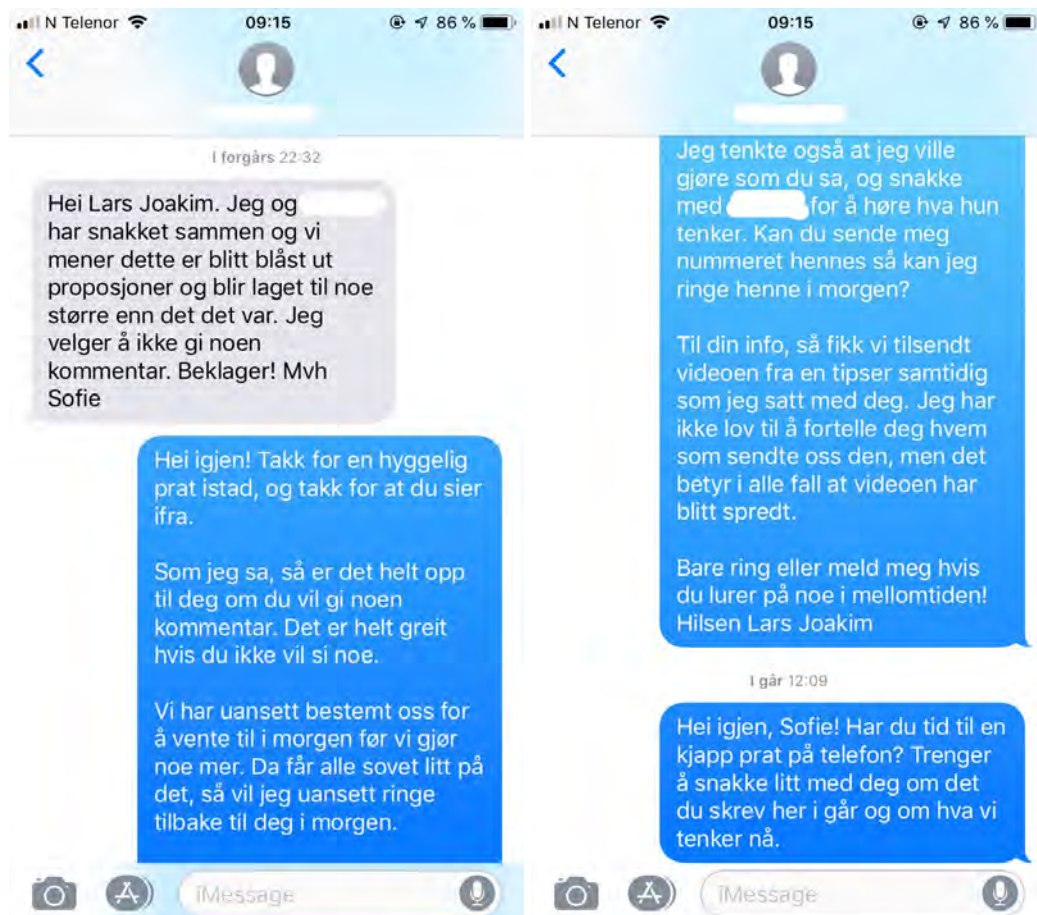 N Telenor 09:15 86 %
I forgårs 22:32
Hei Lars Joakim. Jeg og
har snakket sammen og vi
mener dette er blitt blåst ut
proposjoner og blir laget til noe
større enn det det var. Jeg
velger å ikke gi noen
kommentar. Beklager! Mvh
Sofie
Hei igjen! Takk for en hyggelig
prat istad, og takk for at du sier
ifra.
Som jeg sa, så er det helt opp
til deg om du vil gi noen
kommentar. Det er helt greit
hvis du ikke vil si noe.
Vi har uansett bestemt oss for
å vente til i morgen før vi gjør
noe mer. Da får alle sovet litt på
det, så vil jeg uansett ringe
tilbake til deg i morgen.
iMessage
N Telenor 09:15 86 %
Jeg tenkte også at jeg ville
gjøre som du sa, og snakke
med for å høre hva hun
tenker. Kan du sende meg
nummeret hennes så kan jeg
ringe henne i morgen?
Til din info, så fikk vi tilsendt
videoen fra en tipser samtidig
som jeg satt med deg. Jeg har
ikke lov til å fortelle deg hvem
som sendte oss den, men det
betyr i alle fall at videoen har
blitt spredt.
Bare ring eller meld meg hvis
du lurer på noe i mellomtiden!
Hilsen Lars Joakim
I går 12:09
Hei igjen, Sofie! Har du tid til en
kjapp prat på telefon? Trenger
å snakke litt med deg om det
du skrev her i går og om hva vi
tenker nå.
iMessage